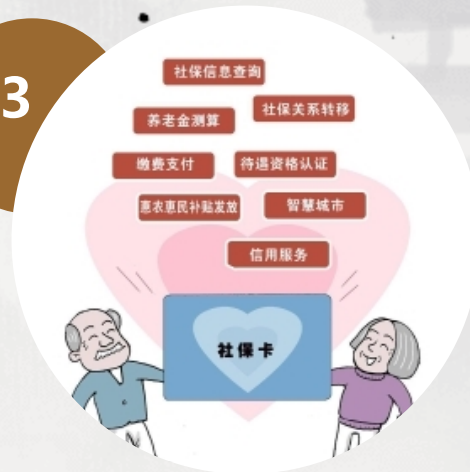 3
社保信息查询
社保关系转移
养老金测算
缴费支付
待遇资格认证
惠农惠民补贴发放
智慧城市
信用服务
社保卡